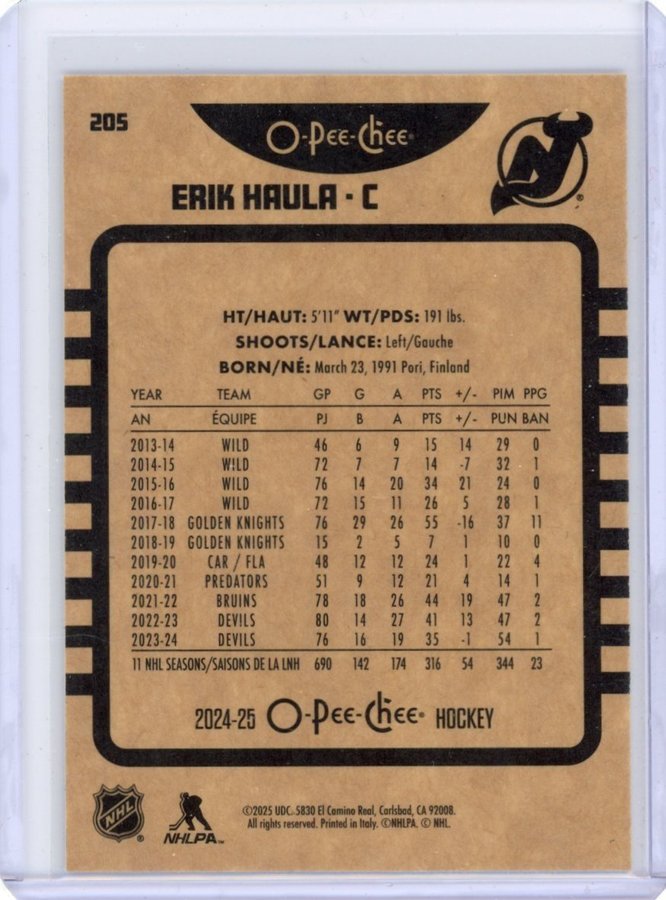 205
O-Pee-Chee®
ERIK HAULA · C
HT/HAUT: 5'11" WT/PDS: 191 lbs.
SHOOTS/LANCE: Left/Gauche
BORN/NÉ: March 23, 1991 Pori, Finland
YEAR TEAM GP G A PTS +/- PIM PPG
AN ÉQUIPE PJ B A PTS +/- PUN BAN
2013-14 WILD 46 6 9 15 14 29 0
2014-15 WILD 72 7 7 14 -7 32 1
2015-16 WILD 76 14 20 34 21 24 0
2016-17 WILD 72 15 11 26 5 28 1
2017-18 GOLDEN KNIGHTS 76 29 26 55 -16 37 11
2018-19 GOLDEN KNIGHTS 15 2 5 7 1 10 0
2019-20 CAR / FLA 48 12 12 24 1 22 4
2020-21 PREDATORS 51 9 12 21 4 14 1
2021-22 BRUINS 78 18 26 44 19 47 2
2022-23 DEVILS 80 14 27 41 13 47 2
2023-24 DEVILS 76 16 19 35 -1 54 1
11 NHL SEASONS/SAISONS DE LA LNH 690 142 174 316 54 344 23
2024-25 O-Pee-Chee® HOCKEY
NHL ®
NHLPA™
©2025 UDC. 5830 El Camino Real, Carlsbad, CA 92008.
All rights reserved. Printed in Italy. ©NHLPA. © NHL.